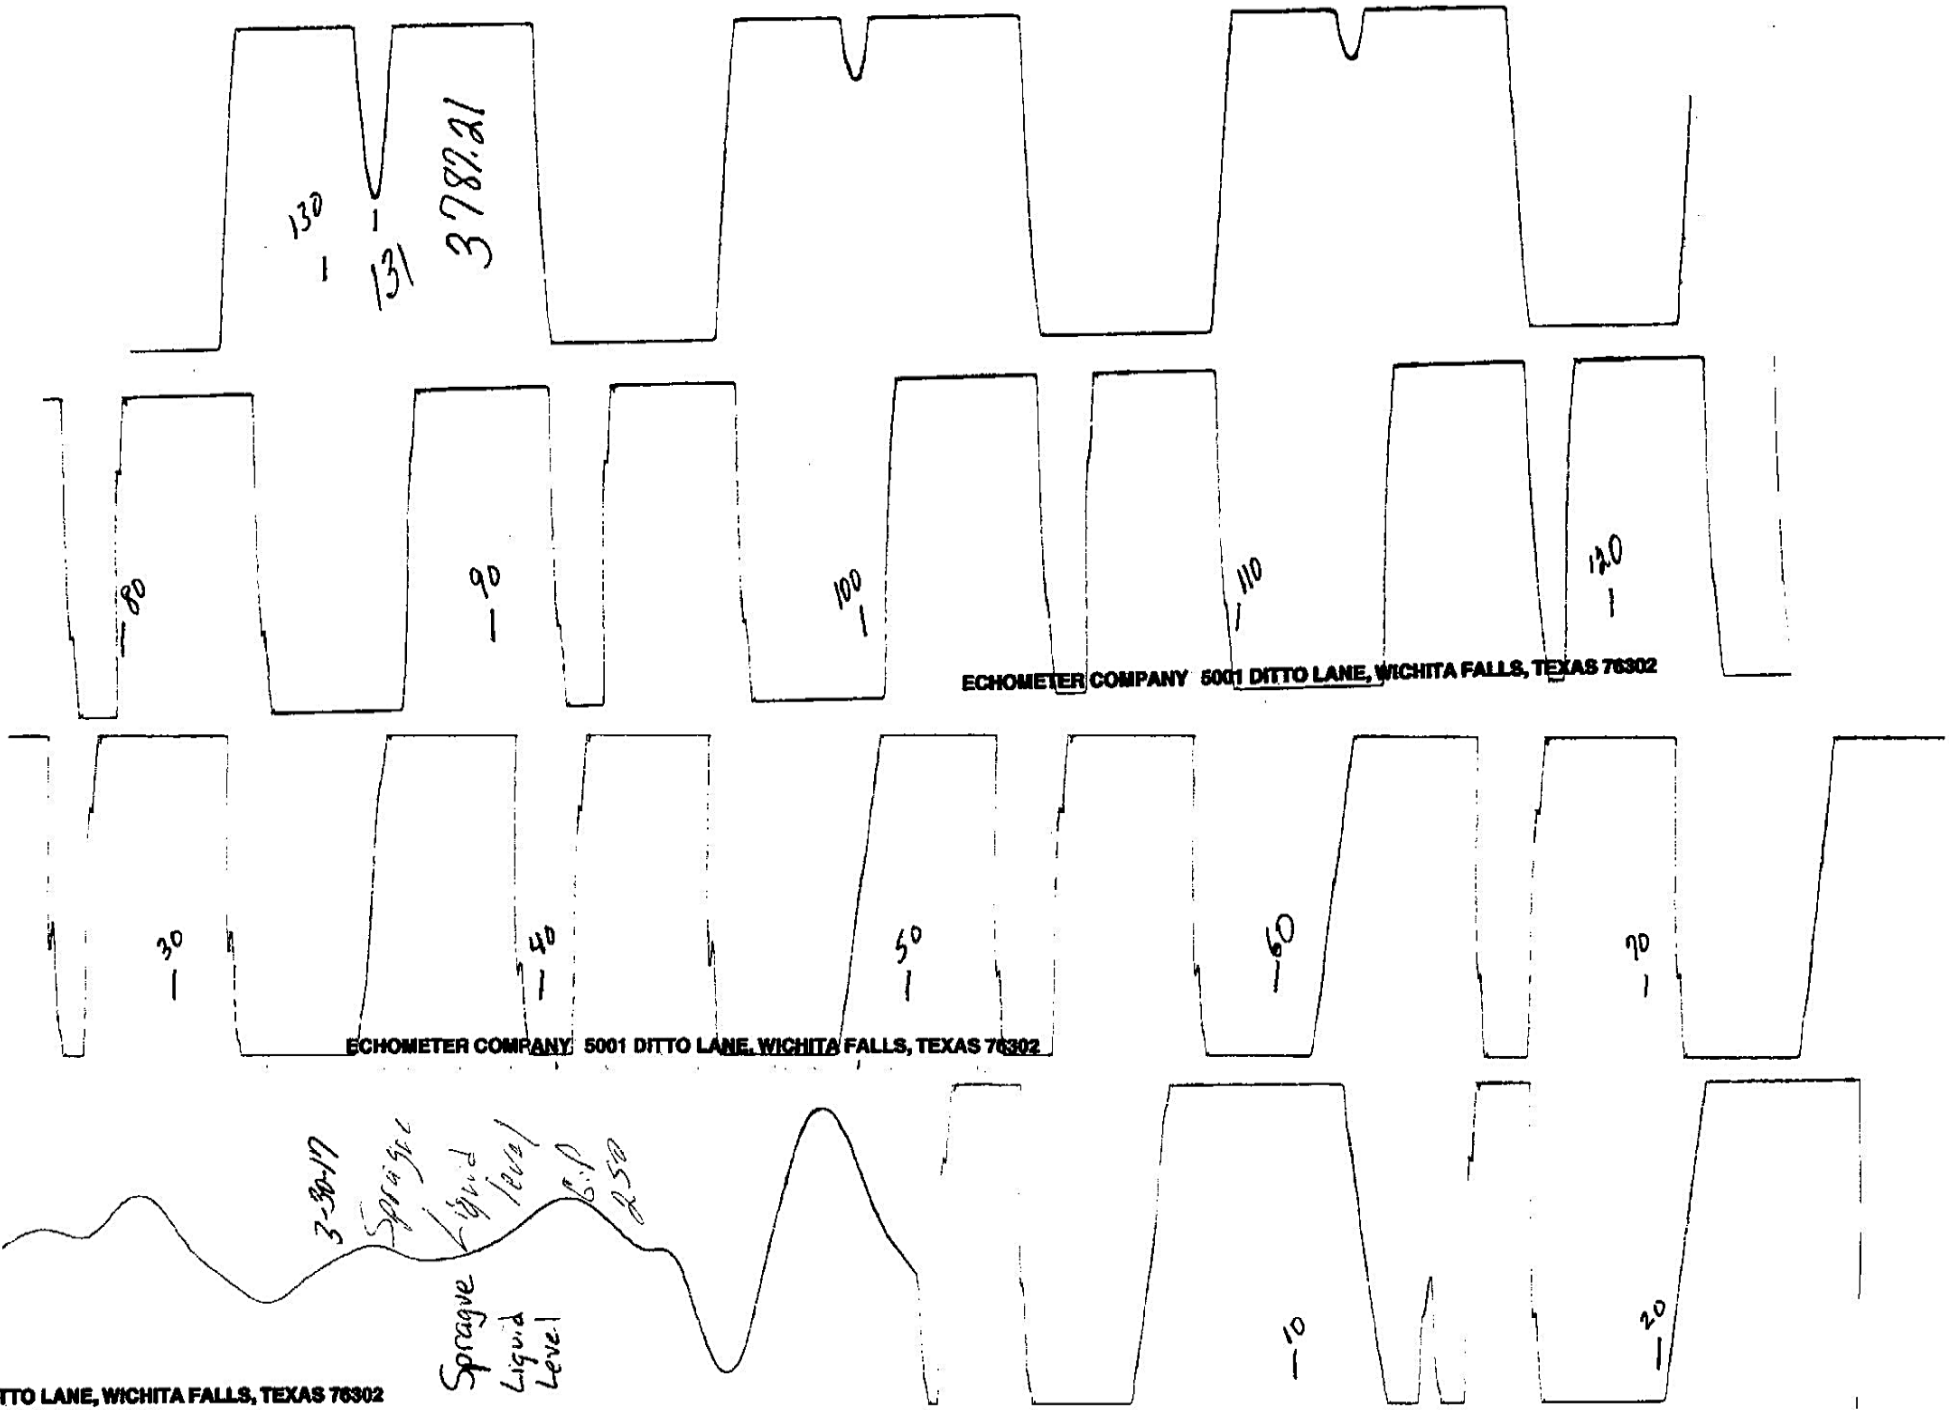 130
131
3787.21
80
90
100
110
120
ECHOMETER COMPANY 5001 DITTO LANE, WICHITA FALLS, TEXAS 76302
30
40
50
60
70
ECHOMETER COMPANY 5001 DITTO LANE, WICHITA FALLS, TEXAS 76302
3-30-17
Sprague
Liquid
level
250
Sprague
Liquid
Level
10
20
TTO LANE, WICHITA FALLS, TEXAS 76302